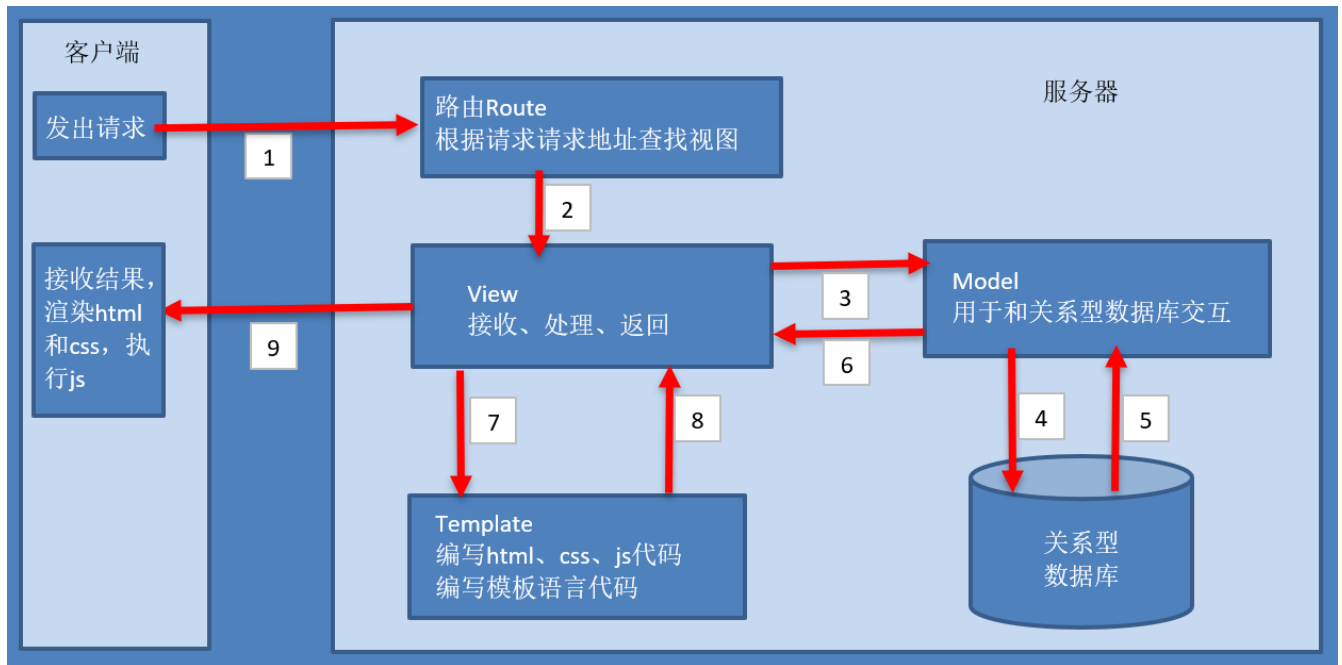 客户端
发出请求
1
路由Route
根据请求请求地址查找视图
服务器
2
接收结果，
渲染html
和css，执
行js
9
View
接收、处理、返回
3
6
Model
用于和关系型数据库交互
7
8
4
5
Template
编写html、css、js代码
编写模板语言代码
关系型
数据库